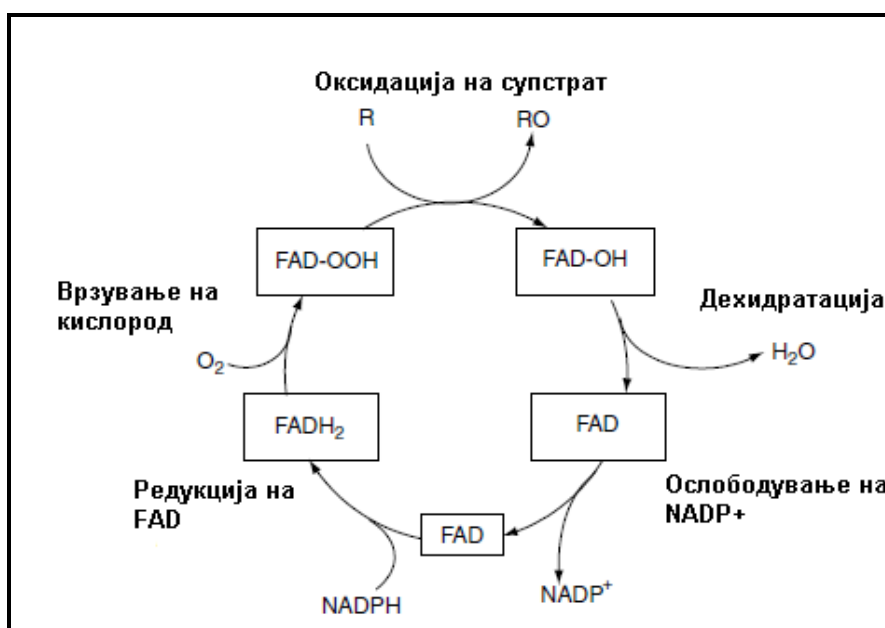 Оксидација на супстрат
R
RO
FAD-OOH
FAD-OH
Врзување на
кислород
Дехидратација
O₂
H₂O
FADH₂
FAD
Редукција на
FAD
Ослободување на
NADP+
FAD
NADPH
NADP⁺